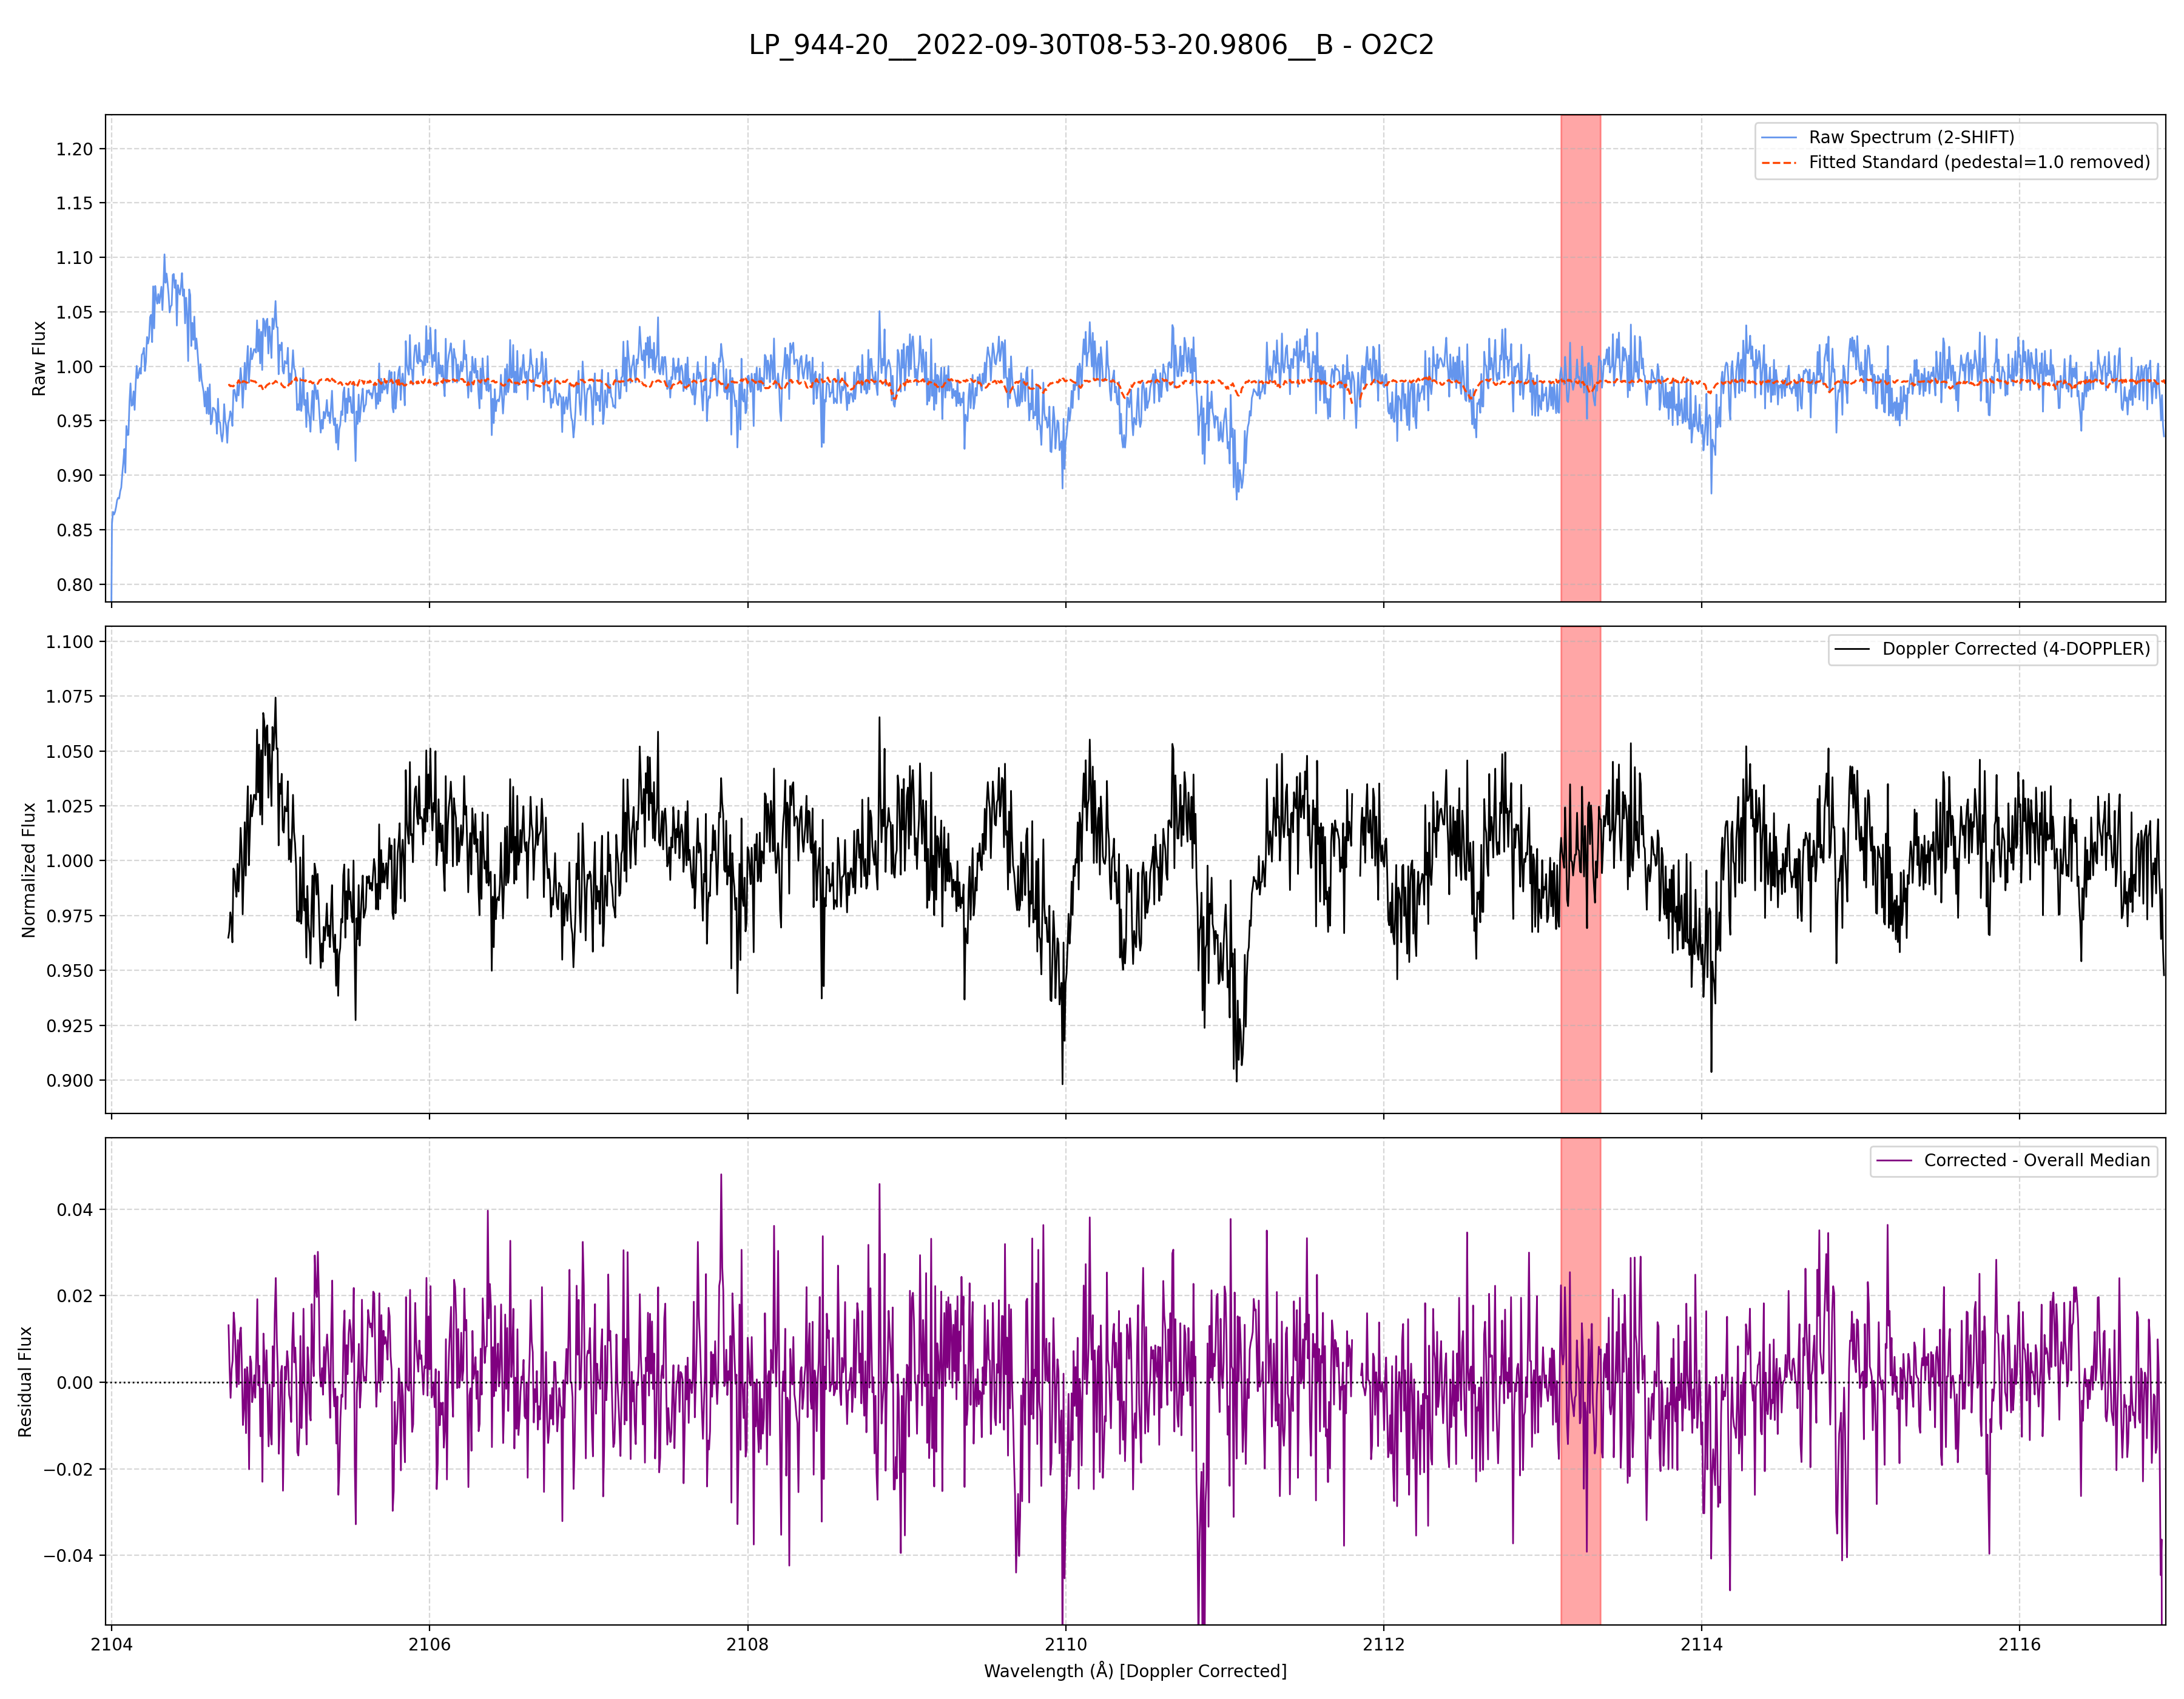 LP_944-20__2022-09-30T08-53-20.9806__B - O2C2
Raw Spectrum (2-SHIFT)
Fitted Standard (pedestal=1.0 removed)
1.20
1.15
1.10
1.05
1.00
0.95
0.90
0.85
0.80
Raw Flux
Doppler Corrected (4-DOPPLER)
1.100
1.075
1.050
1.025
1.000
0.975
0.950
0.925
0.900
Normalized Flux
Corrected - Overall Median
0.04
0.02
0.00
−0.02
−0.04
Residual Flux
2104 2106 2108 2110 2112 2114 2116
Wavelength (Å) [Doppler Corrected]